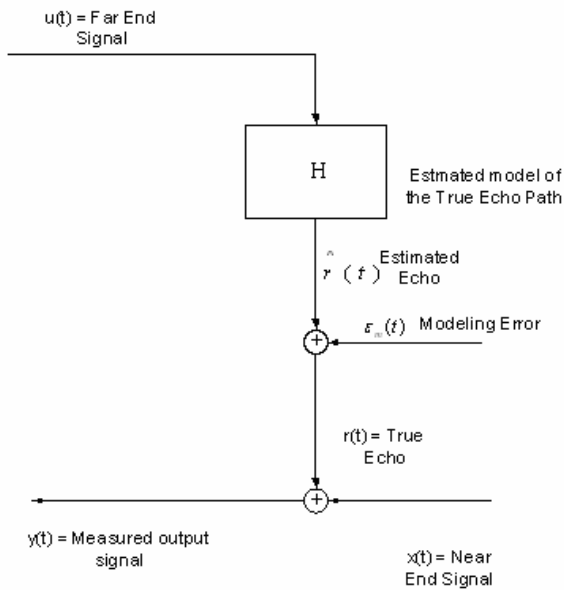 u(t) = Far End
Signal
H
Estmated model of
the True Echo Path
r̂ (t) Estimated
Echo
εₘ(t) Modeling Error
+
r(t) = True
Echo
+
y(t) = Measured output
signal
x(t) = Near
End Signal